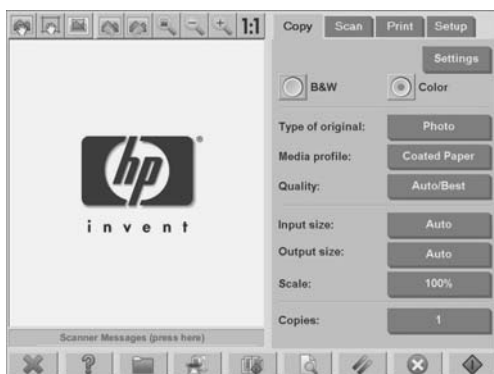 1:1
Copy
Scan
Print
Setup
Settings
B&W
Color
Type of original:
Photo
Media profile:
Coated Paper
Quality:
Auto/Best
Input size:
Auto
Output size:
Auto
Scale:
100%
Copies:
1
hp
invent
Scanner Messages (press here)